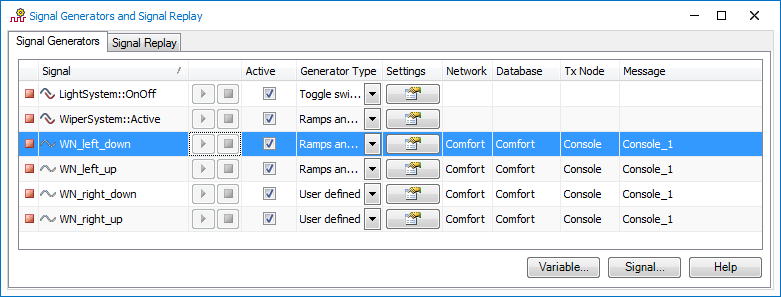 Signal Generators and Signal Replay
Signal Generators Signal Replay
Signal / Active Generator Type Settings Network Database Tx Node Message
LightSystem::OnOff Toggle swi...
WiperSystem::Active Ramps an...
WN_left_down Ramps an... Comfort Comfort Console Console_1
WN_left_up Ramps an... Comfort Comfort Console Console_1
WN_right_down User defined Comfort Comfort Console Console_1
WN_right_up User defined Comfort Comfort Console Console_1
Variable... Signal... Help